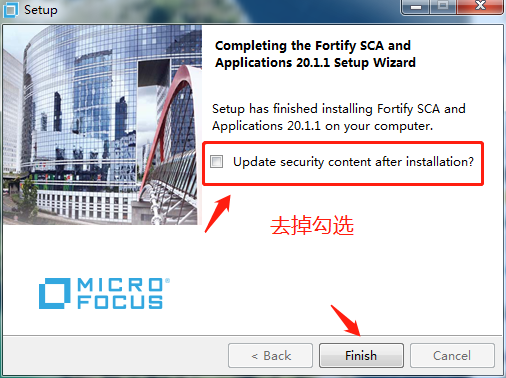 Setup
Completing the Fortify SCA and
Applications 20.1.1 Setup Wizard
Setup has finished installing Fortify SCA and
Applications 20.1.1 on your computer.
Update security content after installation?
去掉勾选
MICRO®
FOCUS
< Back
Finish
Cancel